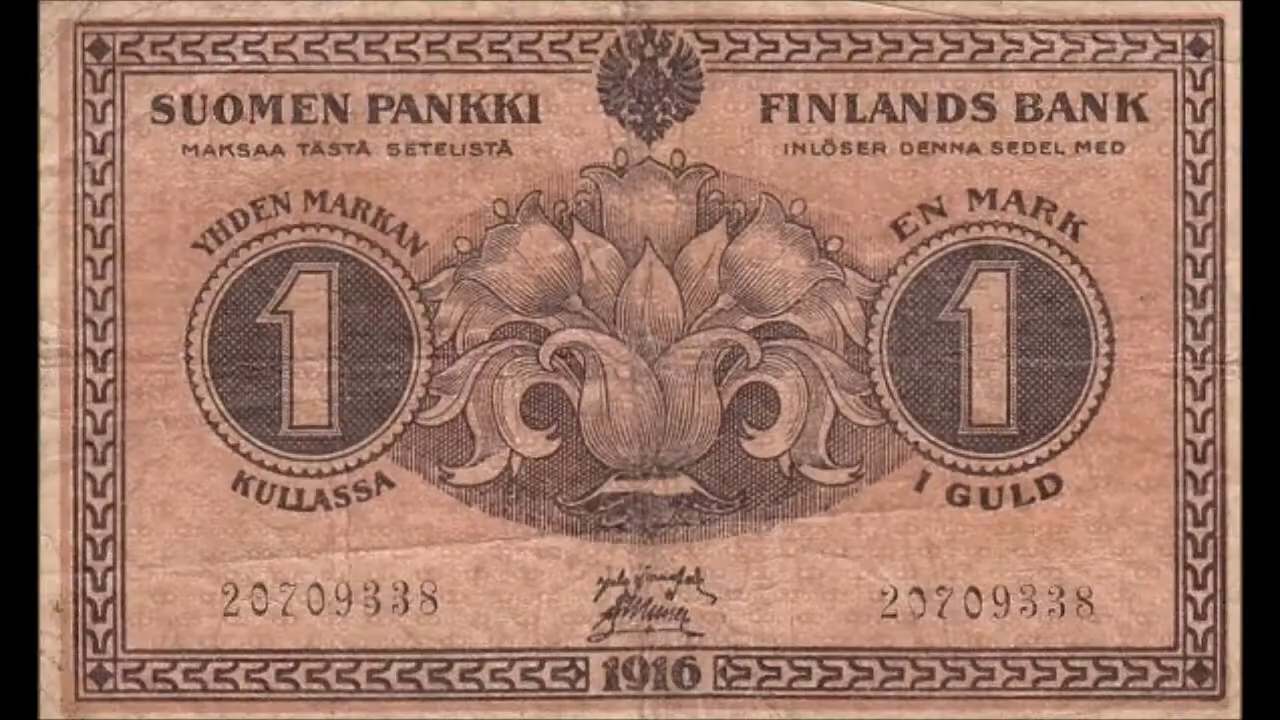 SUOMEN PANKKI
MAKSAA TÄSTÄ SETELISTÄ
YHDEN MARKAN
1
KULLASSA
20709338
FINLANDS BANK
INLÖSER DENNA SEDEL MED
EN MARK
1
I GULD
20709338
1916